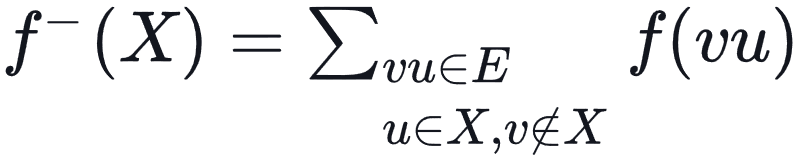 f⁻(X) = ∑_{vu∈E} f(vu)
u∈X,v∉X